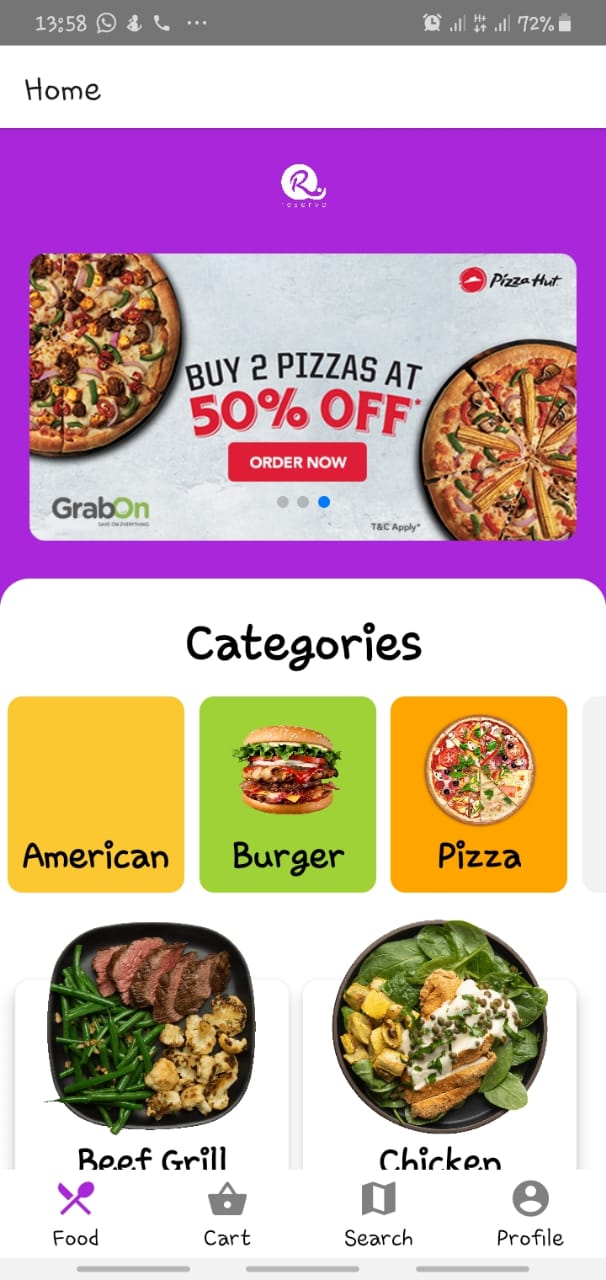 13:58
72%
Home
R
reserve
Pizza Hut
BUY 2 PIZZAS AT
50% OFF*
ORDER NOW
GrabOn
SAVE ON EVERYTHING
T&C Apply*
Categories
American
Burger
Pizza
Beef Grill
Chicken
Food
Cart
Search
Profile